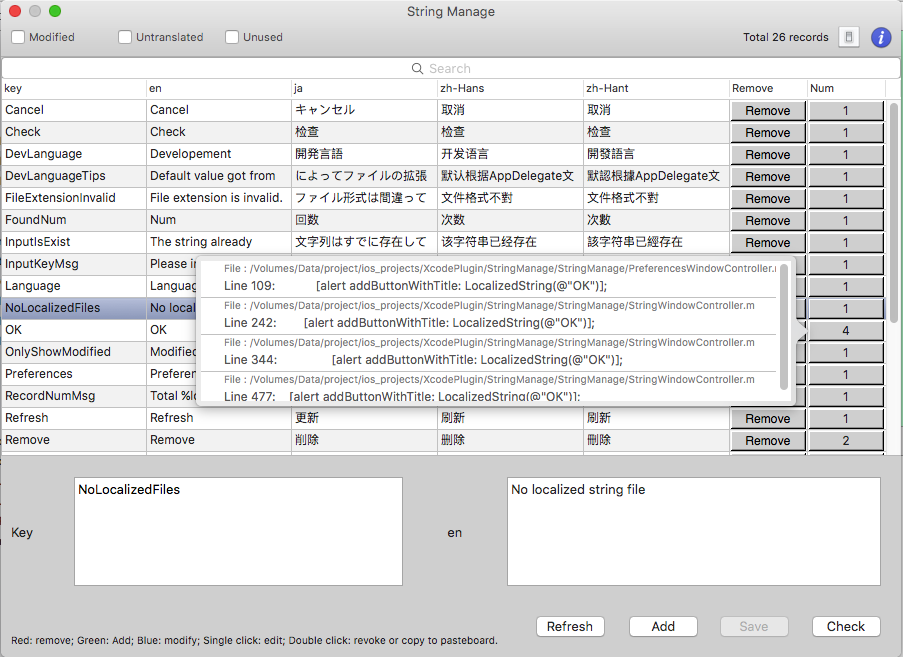 String Manage
Modified Untranslated Unused Total 26 records
Search
key en ja zh-Hans zh-Hant Remove Num
Cancel Cancel キャンセル 取消 取消 Remove 1
Check Check 检查 检查 检查 Remove 1
DevLanguage Developement 開発言語 开发语言 開發語言 Remove 1
DevLanguageTips Default value got from によってファイルの拡張 默认根据AppDelegate文 默認根據AppDelegate文 Remove 1
FileExtensionInvalid File extension is invalid. ファイル形式は間違って 文件格式不對 文件格式不對 Remove 1
FoundNum Num 回数 次数 次數 Remove 1
InputIsExist The string already 文字列はすでに存在して 该字符串已经存在 該字符串已經存在 Remove 1
InputKeyMsg Please 1
Language 1
NoLocalizedFiles No local 1
OK OK 4
OnlyShowModified Modified 1
Preferences 1
RecordNumMsg Total 1
File : /Volumes/Data/project/ios_projects/XcodePlugin/StringManage/StringManage/PreferencesWindowController.m
Line 109: [alert addButtonWithTitle: LocalizedString(@"OK")];
File : /Volumes/Data/project/ios_projects/XcodePlugin/StringManage/StringManage/StringWindowController.m
Line 242: [alert addButtonWithTitle: LocalizedString(@"OK")];
File : /Volumes/Data/project/ios_projects/XcodePlugin/StringManage/StringManage/StringWindowController.m
Line 344: [alert addButtonWithTitle: LocalizedString(@"OK")];
File : /Volumes/Data/project/ios_projects/XcodePlugin/StringManage/StringManage/StringWindowController.m
Line 477: [alert addButtonWithTitle: LocalizedString(@"OK")];
Refresh Refresh 更新 刷新 刷新 Remove 1
Remove Remove 削除 删除 刪除 Remove 2
Key NoLocalizedFiles en No localized string file
Refresh Add Save Check
Red: remove; Green: Add; Blue: modify; Single click: edit; Double click: revoke or copy to pasteboard.